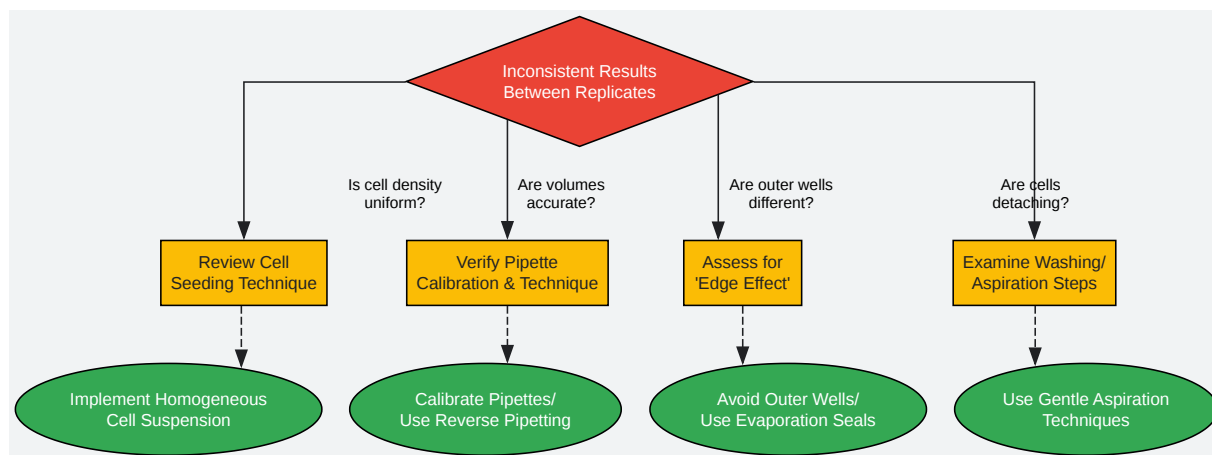 Inconsistent Results
Between Replicates
Is cell density
uniform?
Are volumes
accurate?
Are outer wells
different?
Are cells
detaching?
Review Cell
Seeding Technique
Verify Pipette
Calibration & Technique
Assess for
'Edge Effect'
Examine Washing/
Aspiration Steps
Implement Homogeneous
Cell Suspension
Calibrate Pipettes/
Use Reverse Pipetting
Avoid Outer Wells/
Use Evaporation Seals
Use Gentle Aspiration
Techniques